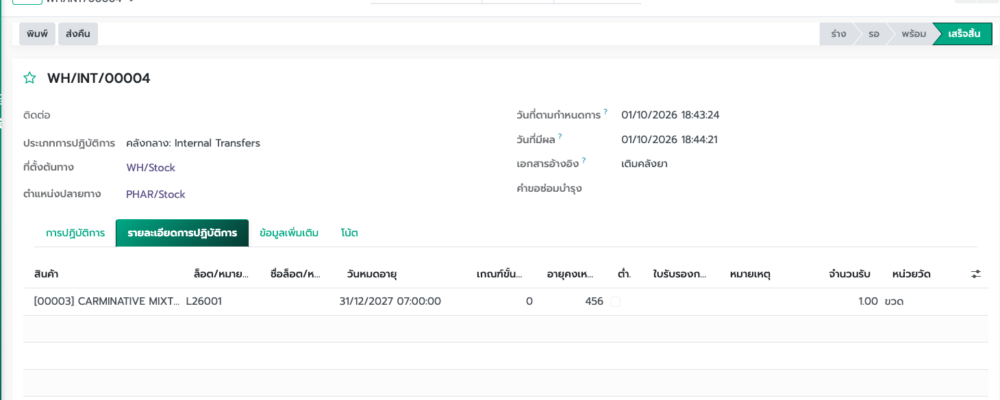 WH/INT/00004
พิมพ์ ส่งคืน ร่าง รอ พร้อม เสร็จสิ้น
WH/INT/00004
ติดต่อ
ประเภทการปฏิบัติการ คลังกลาง: Internal Transfers
ที่ตั้งต้นทาง WH/Stock
ตำแหน่งปลายทาง PHAR/Stock
วันที่ตามกำหนดการ ? 01/10/2026 18:43:24
วันที่มีผล ? 01/10/2026 18:44:21
เอกสารอ้างอิง ? เติมคลังยา
คำขอซ่อมบำรุง
การปฏิบัติการ รายละเอียดการปฏิบัติการ ข้อมูลเพิ่มเติม โน้ต
สินค้า ล็อต/หมาย... ชื่อล็อต/ห... วันหมดอายุ เกณฑ์ขั้น... อายุคงเห... ต่ำ. ใบรับรองก... หมายเหตุ จำนวนรับ หน่วยวัด
[00003] CARMINATIVE MIXT... L26001 31/12/2027 07:00:00 0 456 1.00 ขวด